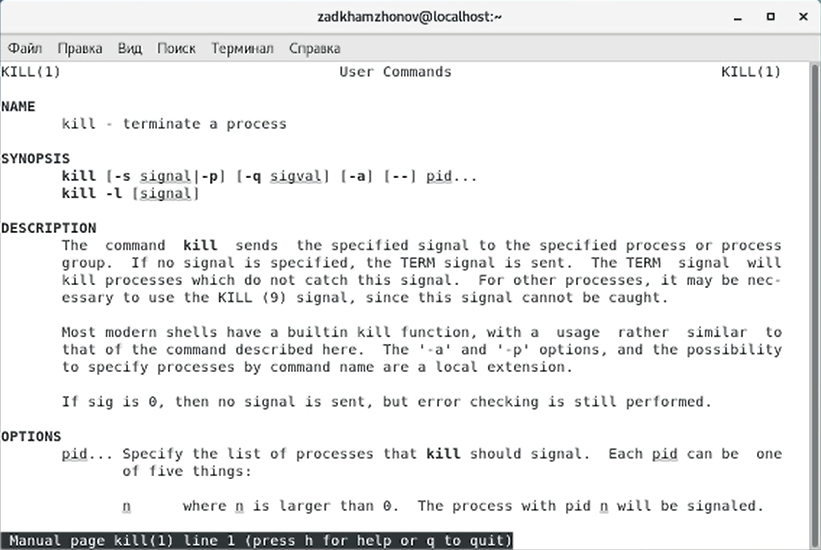 zadkhamzhonov@localhost:~
Файл Правка Вид Поиск Терминал Справка
KILL(1) User Commands KILL(1)
NAME
kill - terminate a process
SYNOPSIS
kill [-s signal|-p] [-q sigval] [-a] [--] pid...
kill -l [signal]
DESCRIPTION
The command kill sends the specified signal to the specified process or process
group. If no signal is specified, the TERM signal is sent. The TERM signal will
kill processes which do not catch this signal. For other processes, it may be nec-
essary to use the KILL (9) signal, since this signal cannot be caught.
Most modern shells have a builtin kill function, with a usage rather similar to
that of the command described here. The '-a' and '-p' options, and the possibility
to specify processes by command name are a local extension.
If sig is 0, then no signal is sent, but error checking is still performed.
OPTIONS
pid... Specify the list of processes that kill should signal. Each pid can be one
of five things:
n where n is larger than 0. The process with pid n will be signaled.
Manual page kill(1) line 1 (press h for help or q to quit)